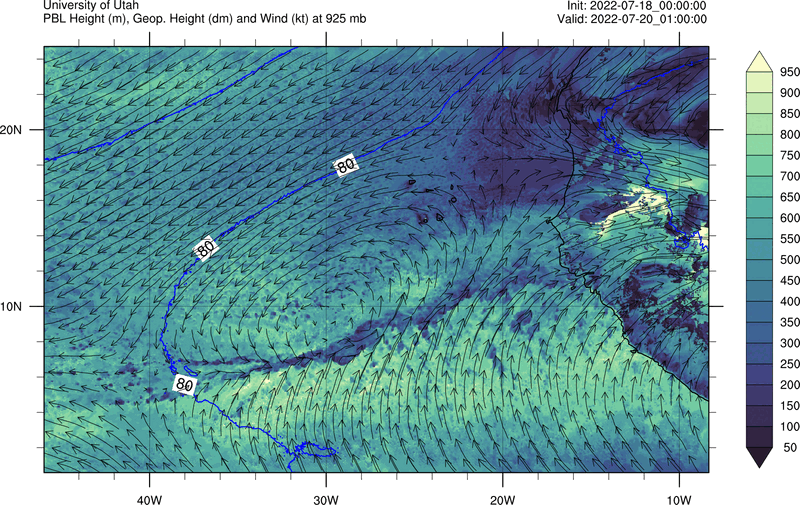 University of Utah
Init: 2022-07-18_00:00:00
PBL Height (m), Geop. Height (dm) and Wind (kt) at 925 mb
Valid: 2022-07-20_01:00:00
20N
10N
40W
30W
20W
10W
80
80
80
950
900
850
800
750
700
650
600
550
500
450
400
350
300
250
200
150
100
50